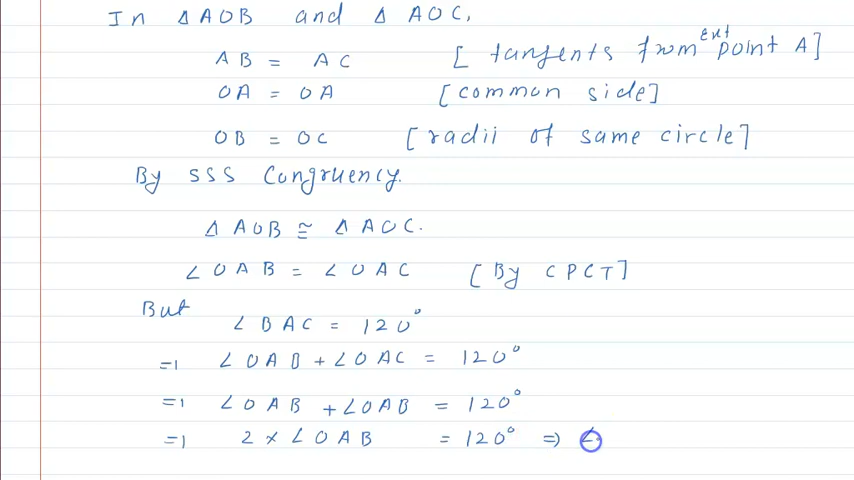 In Δ AOB and Δ AOC,
AB = AC [tangents from ext point A]
OA = OA [common side]
OB = OC [radii of same circle]
By SSS Congruency.
Δ AOB ≅ Δ AOC.
∠OAB = ∠OAC [By CPCT]
But
∠BAC = 120°
⇒ ∠OAB + ∠OAC = 120°
⇒ ∠OAB + ∠OAB = 120°
⇒ 2 × ∠OAB = 120° ⇒ ∠